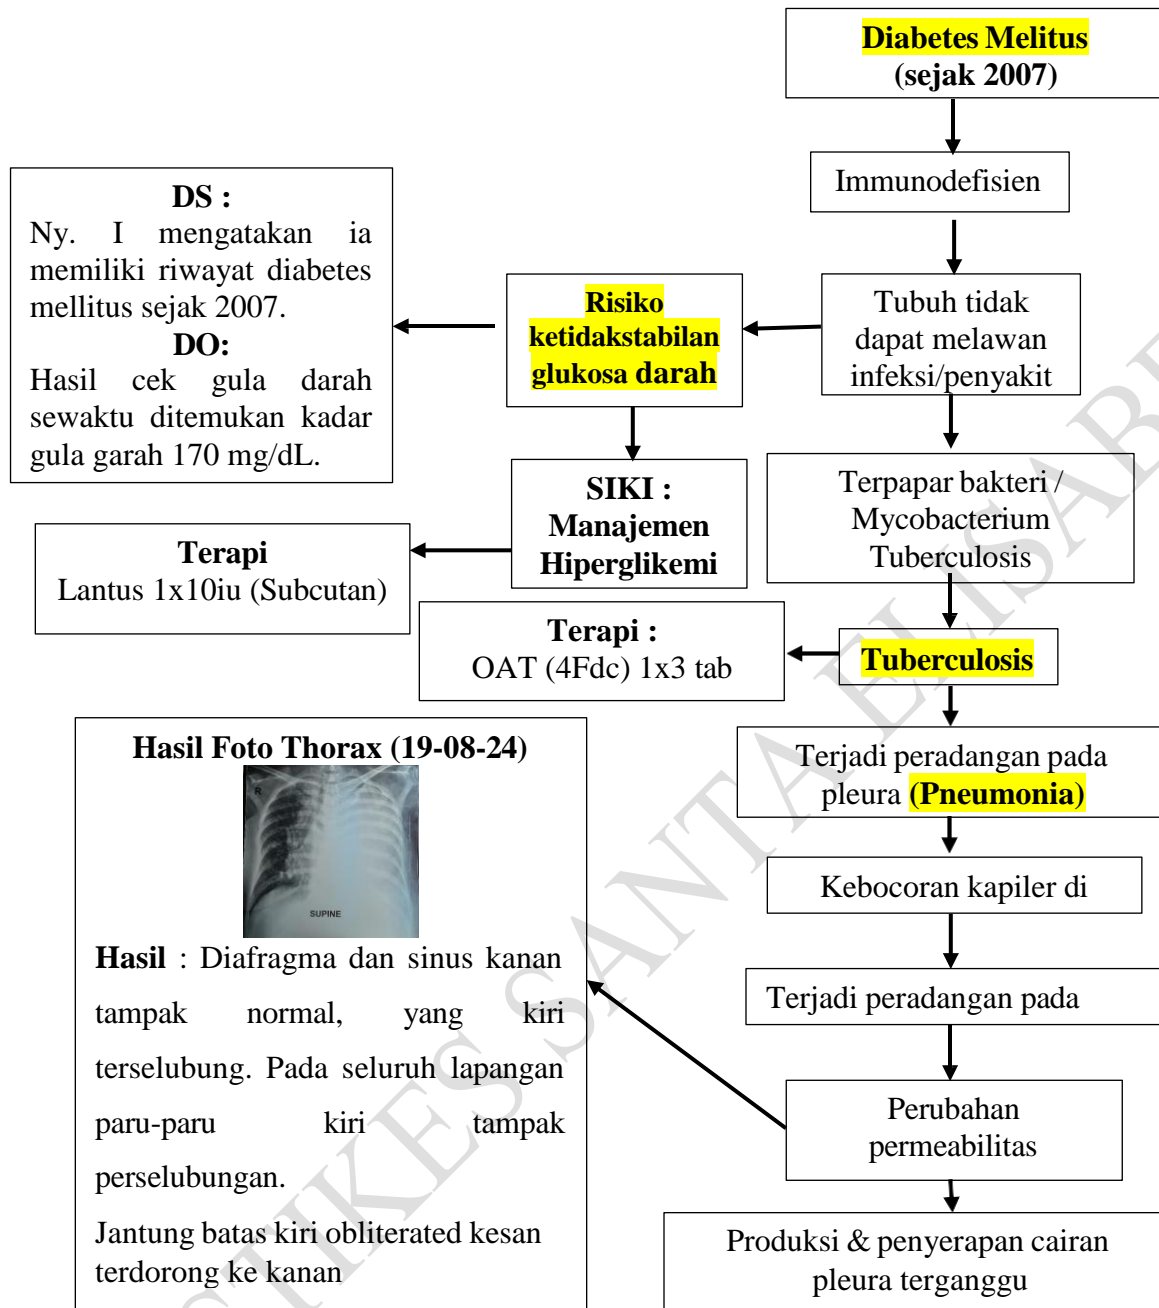 Diabetes Melitus
(sejak 2007)
Immunodefisien
DS :
Ny. I mengatakan ia
memiliki riwayat diabetes
mellitus sejak 2007.
DO:
Hasil cek gula darah
sewaktu ditemukan kadar
gula garah 170 mg/dL.
Risiko
ketidakstabilan
glukosa darah
Tubuh tidak
dapat melawan
infeksi/penyakit
SIKI :
Manajemen
Hiperglikemi
Terpapar bakteri /
Mycobacterium
Tuberculosis
Terapi
Lantus 1x10iu (Subcutan)
Terapi :
OAT (4Fdc) 1x3 tab
Tuberculosis
Hasil Foto Thorax (19-08-24)
R
SUPINE
Hasil : Diafragma dan sinus kanan
tampak normal, yang kiri
terselubung. Pada seluruh lapangan
paru-paru kiri tampak
perselubungan.
Jantung batas kiri obliterated kesan
terdorong ke kanan
Terjadi peradangan pada
pleura (Pneumonia)
Kebocoran kapiler di
Terjadi peradangan pada
Perubahan
permeabilitas
Produksi & penyerapan cairan
pleura terganggu
STIKES SANTA ELISABE